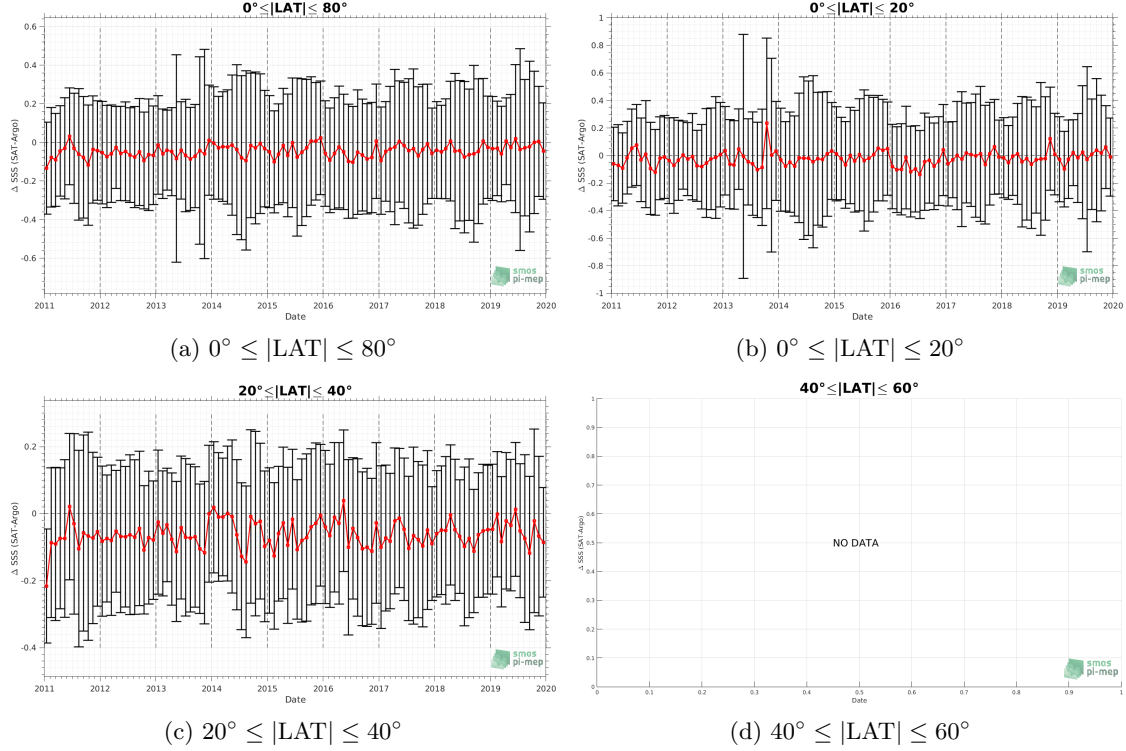 0°≤|LAT|≤ 80°
0.6
0.4
0.2
0
-0.2
-0.4
-0.6
Δ SSS (SAT-Argo)
2011 2012 2013 2014 2015 2016 2017 2018 2019 2020
Date
smos
pi-mep
(a) 0° ≤ |LAT| ≤ 80°
0°≤|LAT|≤ 20°
1
0.8
0.6
0.4
0.2
0
-0.2
-0.4
-0.6
-0.8
-1
Δ SSS (SAT-Argo)
2011 2012 2013 2014 2015 2016 2017 2018 2019 2020
Date
smos
pi-mep
(b) 0° ≤ |LAT| ≤ 20°
20°≤|LAT|≤ 40°
0.2
0
-0.2
-0.4
Δ SSS (SAT-Argo)
2011 2012 2013 2014 2015 2016 2017 2018 2019 2020
Date
smos
pi-mep
(c) 20° ≤ |LAT| ≤ 40°
40°≤|LAT|≤ 60°
1
0.9
0.8
0.7
0.6
0.5
0.4
0.3
0.2
0.1
0
Δ SSS (SAT-Argo)
NO DATA
0 0.1 0.2 0.3 0.4 0.5 0.6 0.7 0.8 0.9 1
Date
smos
pi-mep
(d) 40° ≤ |LAT| ≤ 60°